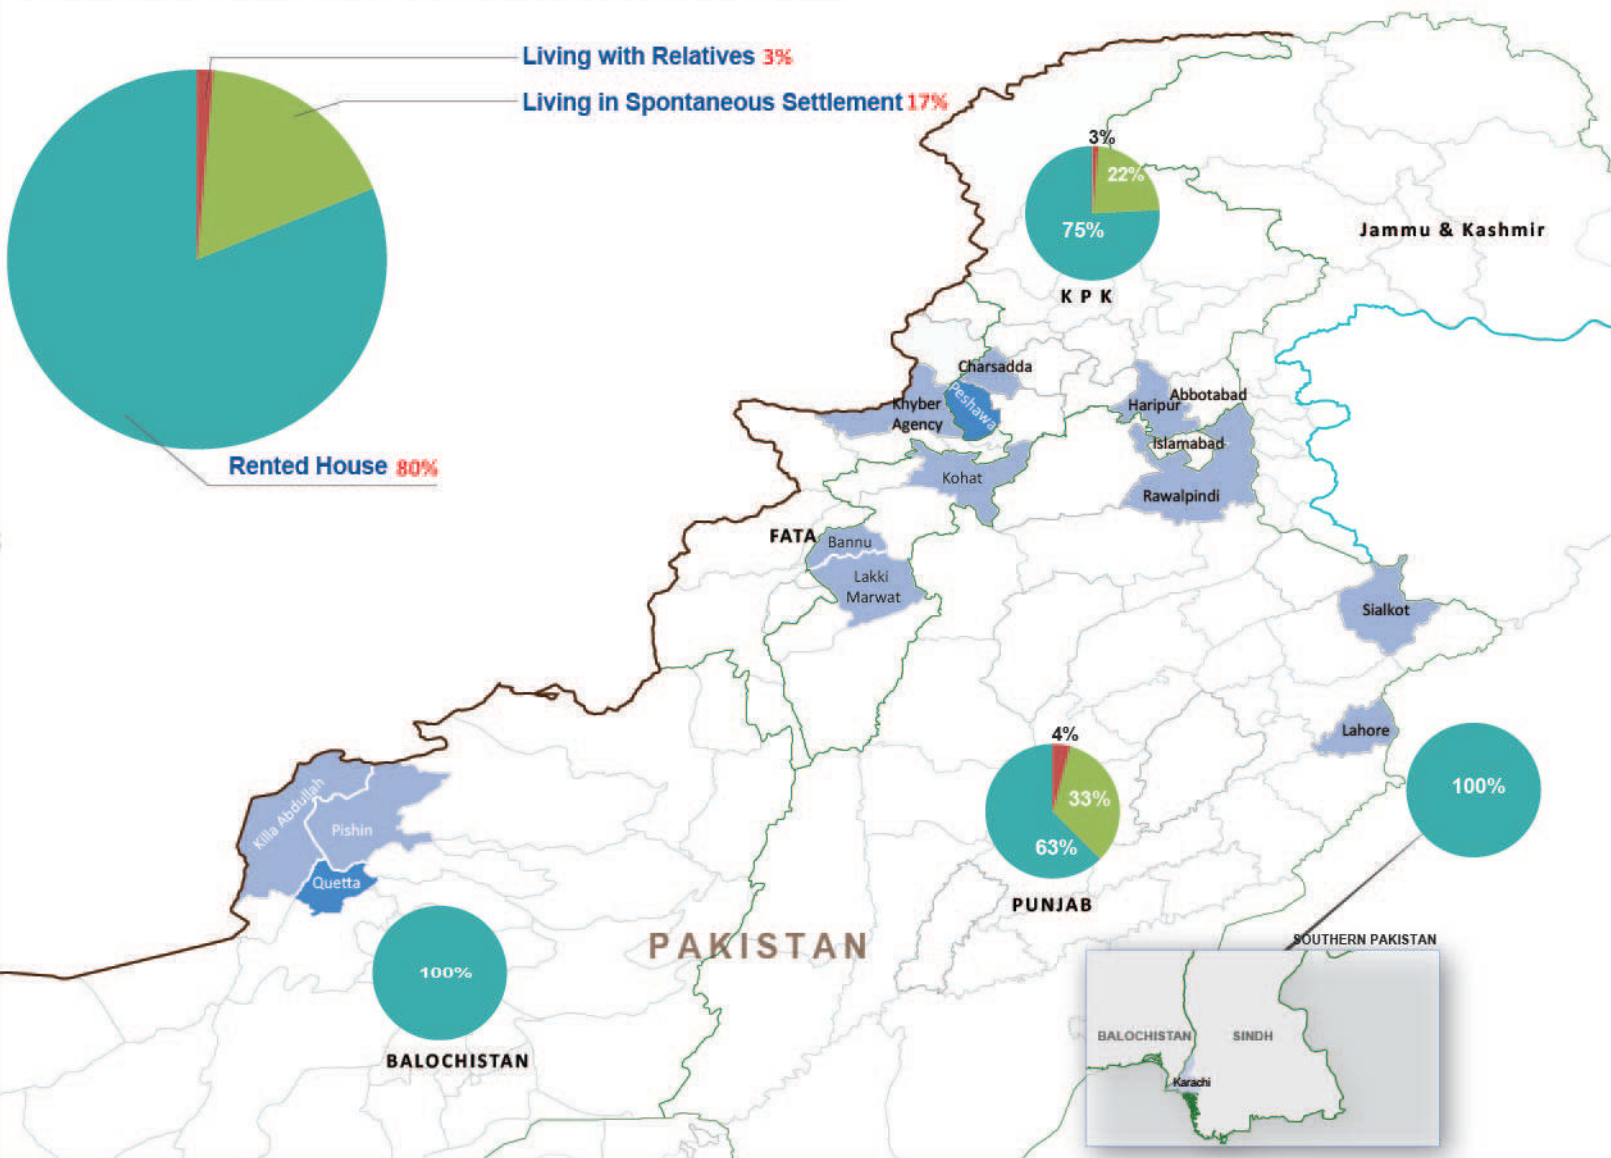 Living with Relatives 3%
Living in Spontaneous Settlement 17%
Rented House 80%
3%
22%
75%
K P K
Jammu & Kashmir
Charsadda
Peshawa
Khyber
Agency
Haripur
Abbotabad
Islamabad
Rawalpindi
Kohat
FATA
Bannu
Lakki
Marwat
Sialkot
Lahore
4%
33%
63%
PUNJAB
100%
Killa Abdullah
Pishin
Quetta
100%
BALOCHISTAN
PAKISTAN
SOUTHERN PAKISTAN
BALOCHISTAN
SINDH
Karachi